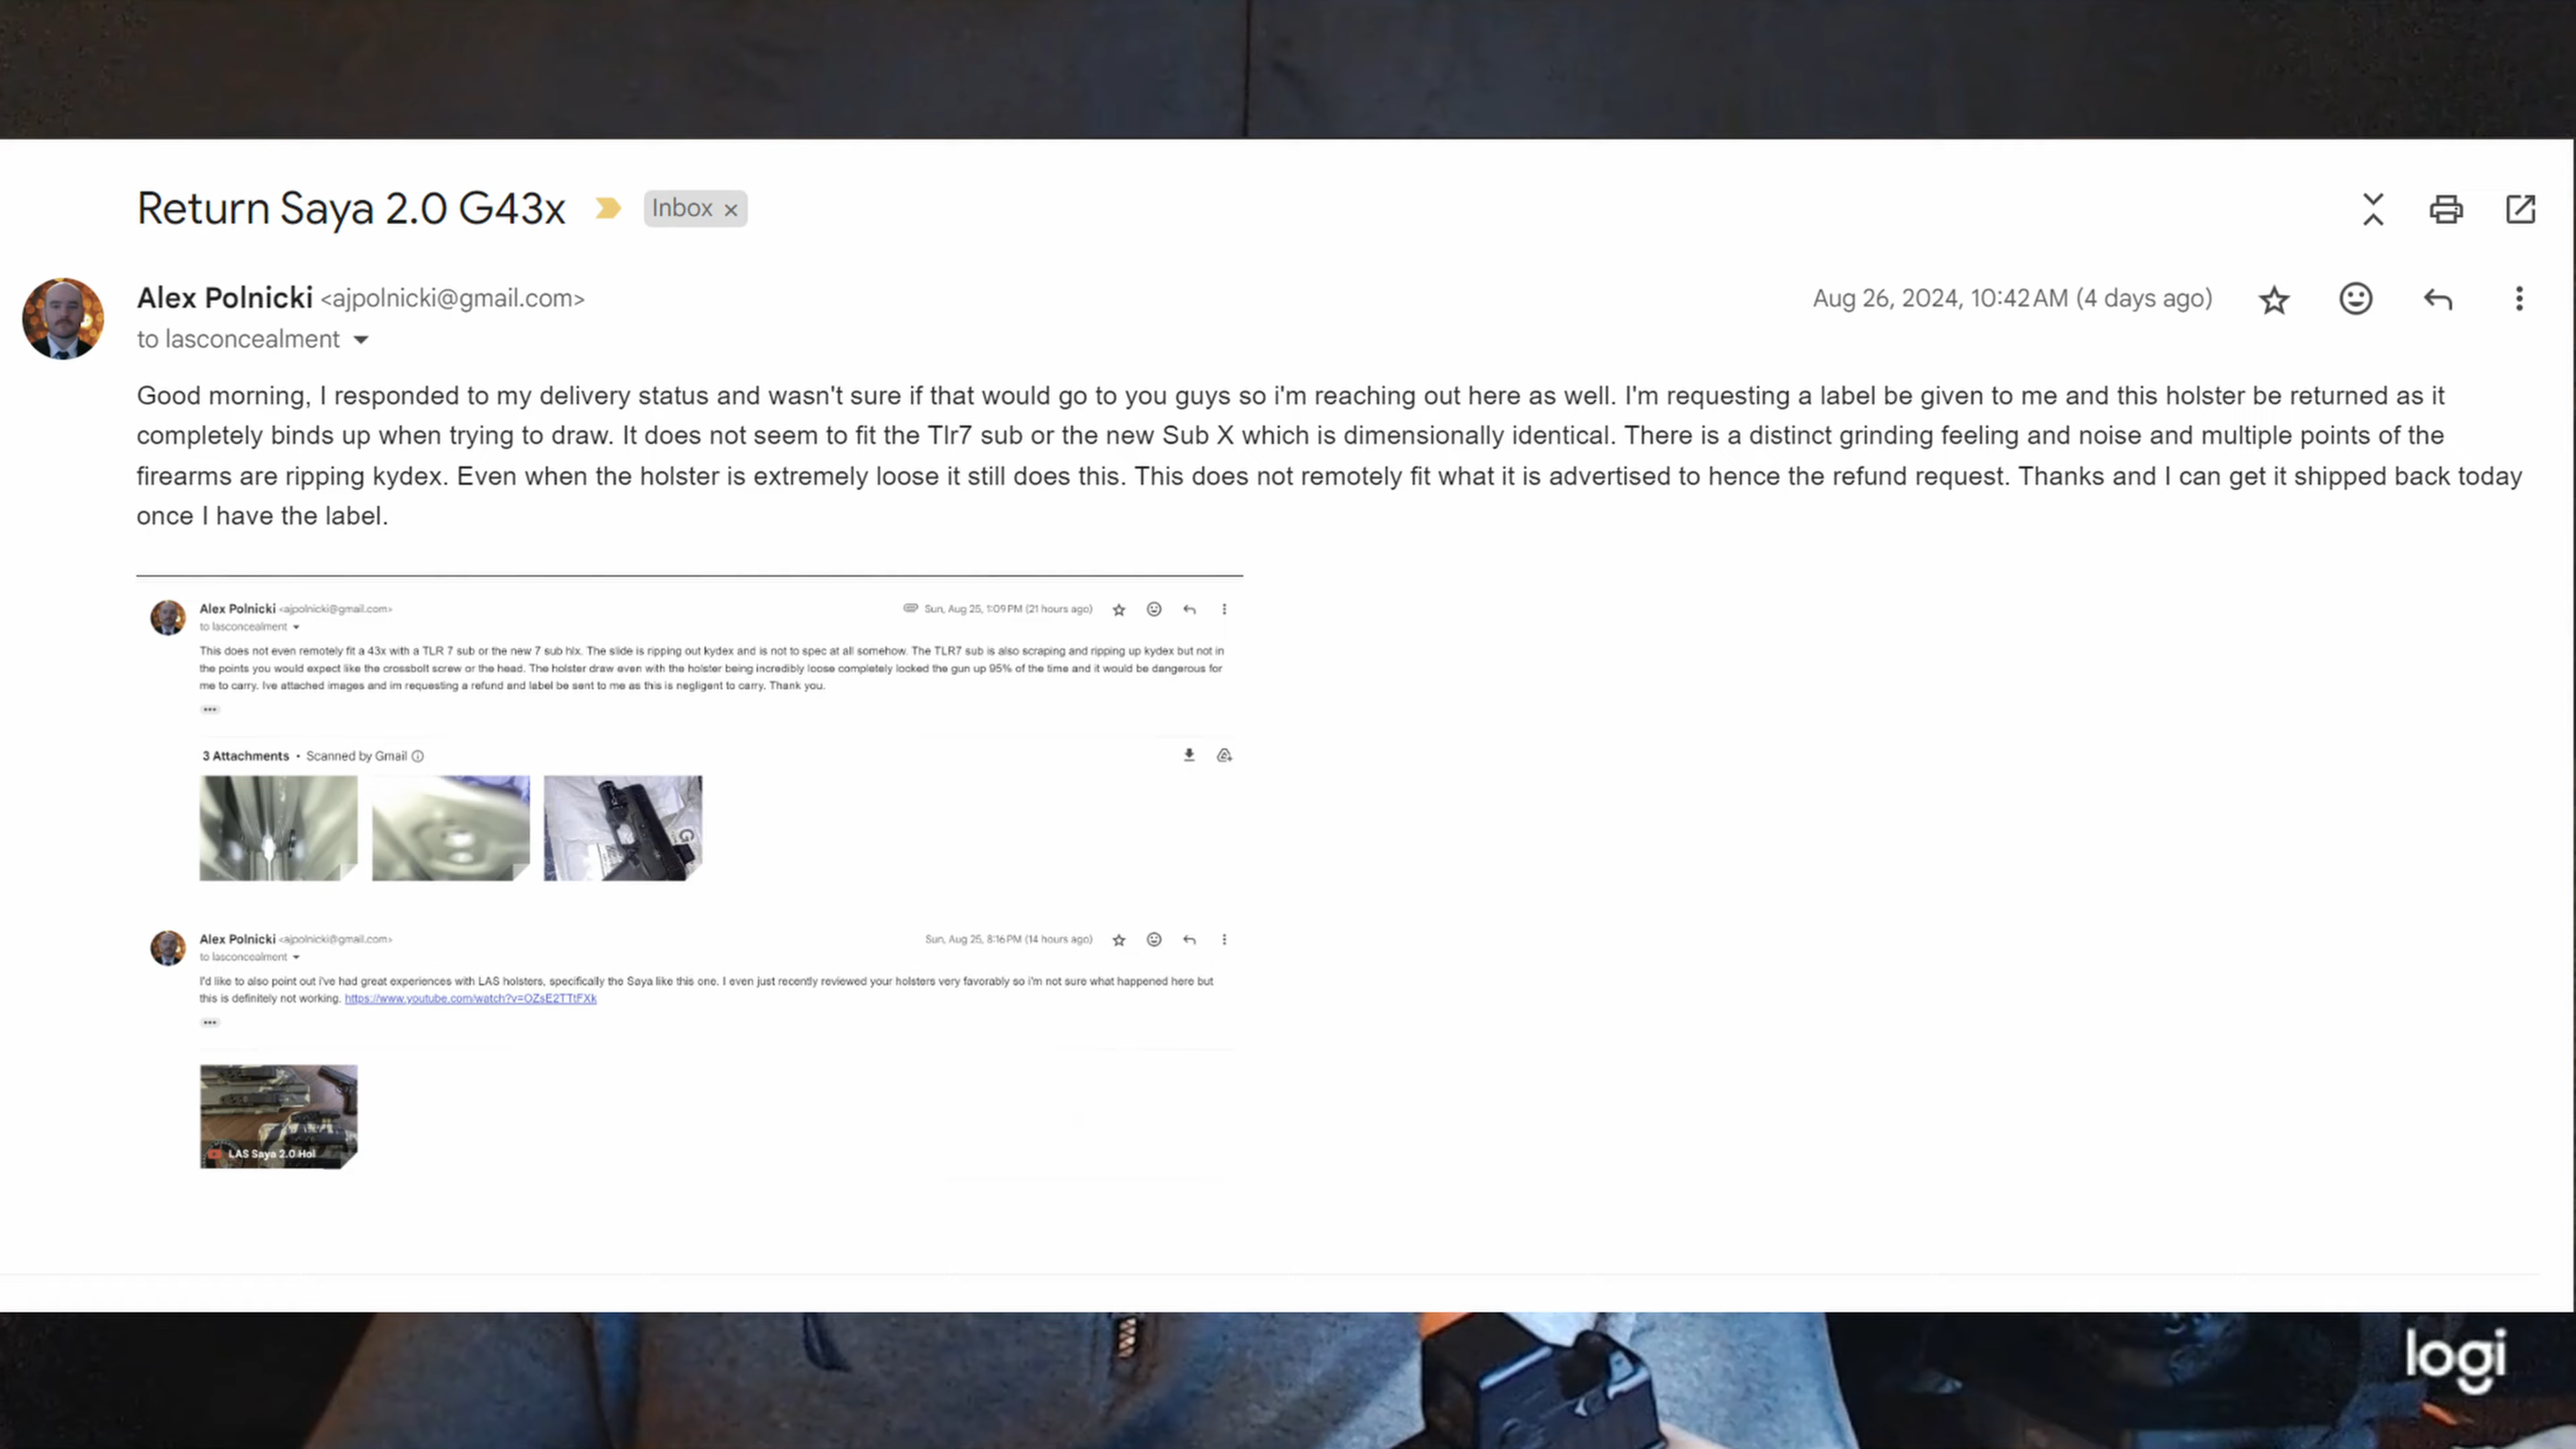 Return Saya 2.0 G43x Inbox ×
Alex Polnicki <ajpolnicki@gmail.com> Aug 26, 2024, 10:42 AM (4 days ago)
to lasconcealment
Good morning, I responded to my delivery status and wasn't sure if that would go to you guys so i'm reaching out here as well. I'm requesting a label be given to me and this holster be returned as it
completely binds up when trying to draw. It does not seem to fit the Tlr7 sub or the new Sub X which is dimensionally identical. There is a distinct grinding feeling and noise and multiple points of the
firearms are ripping kydex. Even when the holster is extremely loose it still does this. This does not remotely fit what it is advertised to hence the refund request. Thanks and I can get it shipped back today
once I have the label.
Alex Polnicki <ajpolnicki@gmail.com> Sun, Aug 25, 1:09 PM (21 hours ago)
to lasconcealment
This does not even remotely fit a 43x with a TLR 7 sub or the new 7 sub hlx. The slide is ripping out kydex and is not to spec at all somehow. The TLR7 sub is also scraping and ripping up kydex but not in
the points you would expect like the crossbolt screw or the head. The holster draw even with the holster being incredibly loose completely locked the gun up 95% of the time and it would be dangerous for
me to carry. Ive attached images and im requesting a refund and label be sent to me as this is negligent to carry. Thank you.
3 Attachments • Scanned by Gmail
G
Alex Polnicki <ajpolnicki@gmail.com> Sun, Aug 25, 8:16 PM (14 hours ago)
to lasconcealment
I'd like to also point out i've had great experiences with LAS holsters, specifically the Saya like this one. I even just recently reviewed your holsters very favorably so i'm not sure what happened here but
this is definitely not working. https://www.youtube.com/watch?v=OZsE2TTtFXk
LAS Saya 2.0 Hol
logi